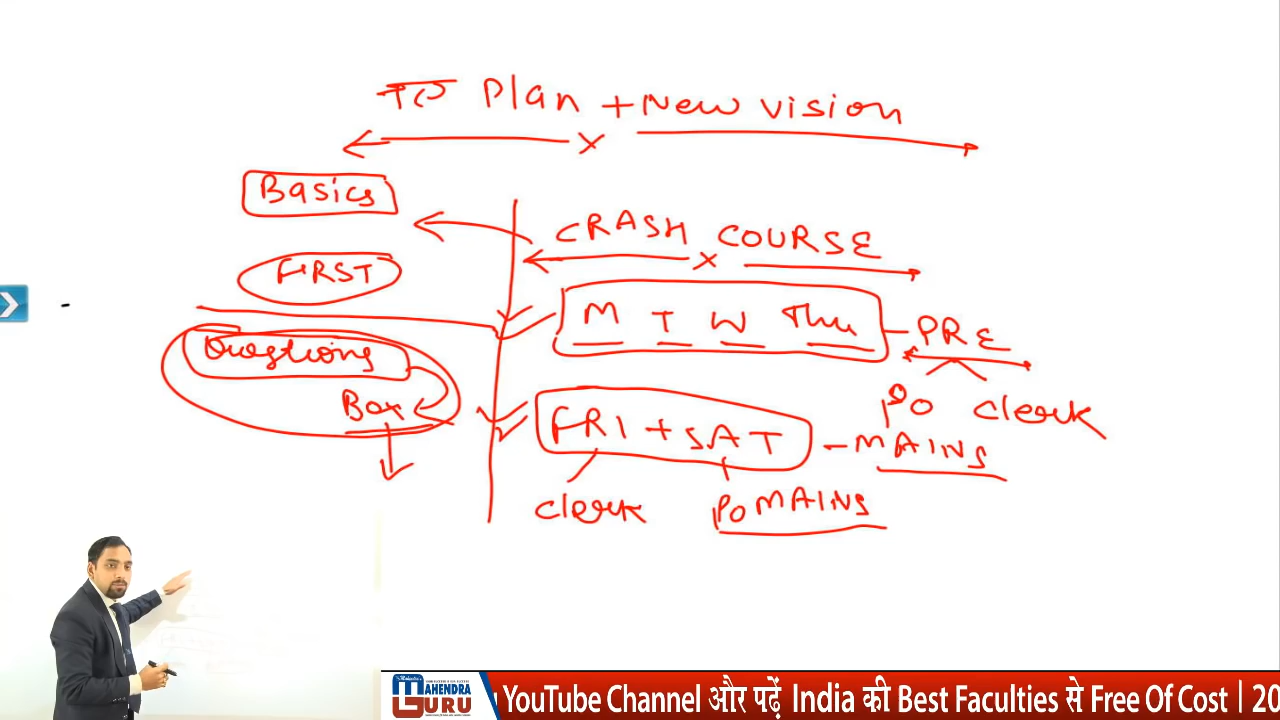 TO Plan + New vision
Basics
CRASH COURSE
FIRST
M T W Thu - PRE
Questions
Box
PO clerk
FRI + SAT - MAINS
clerk PO MAINS
MAHENDRA
GURU
YouTube Channel और पढ़ें India की Best Faculties से Free Of Cost | 20